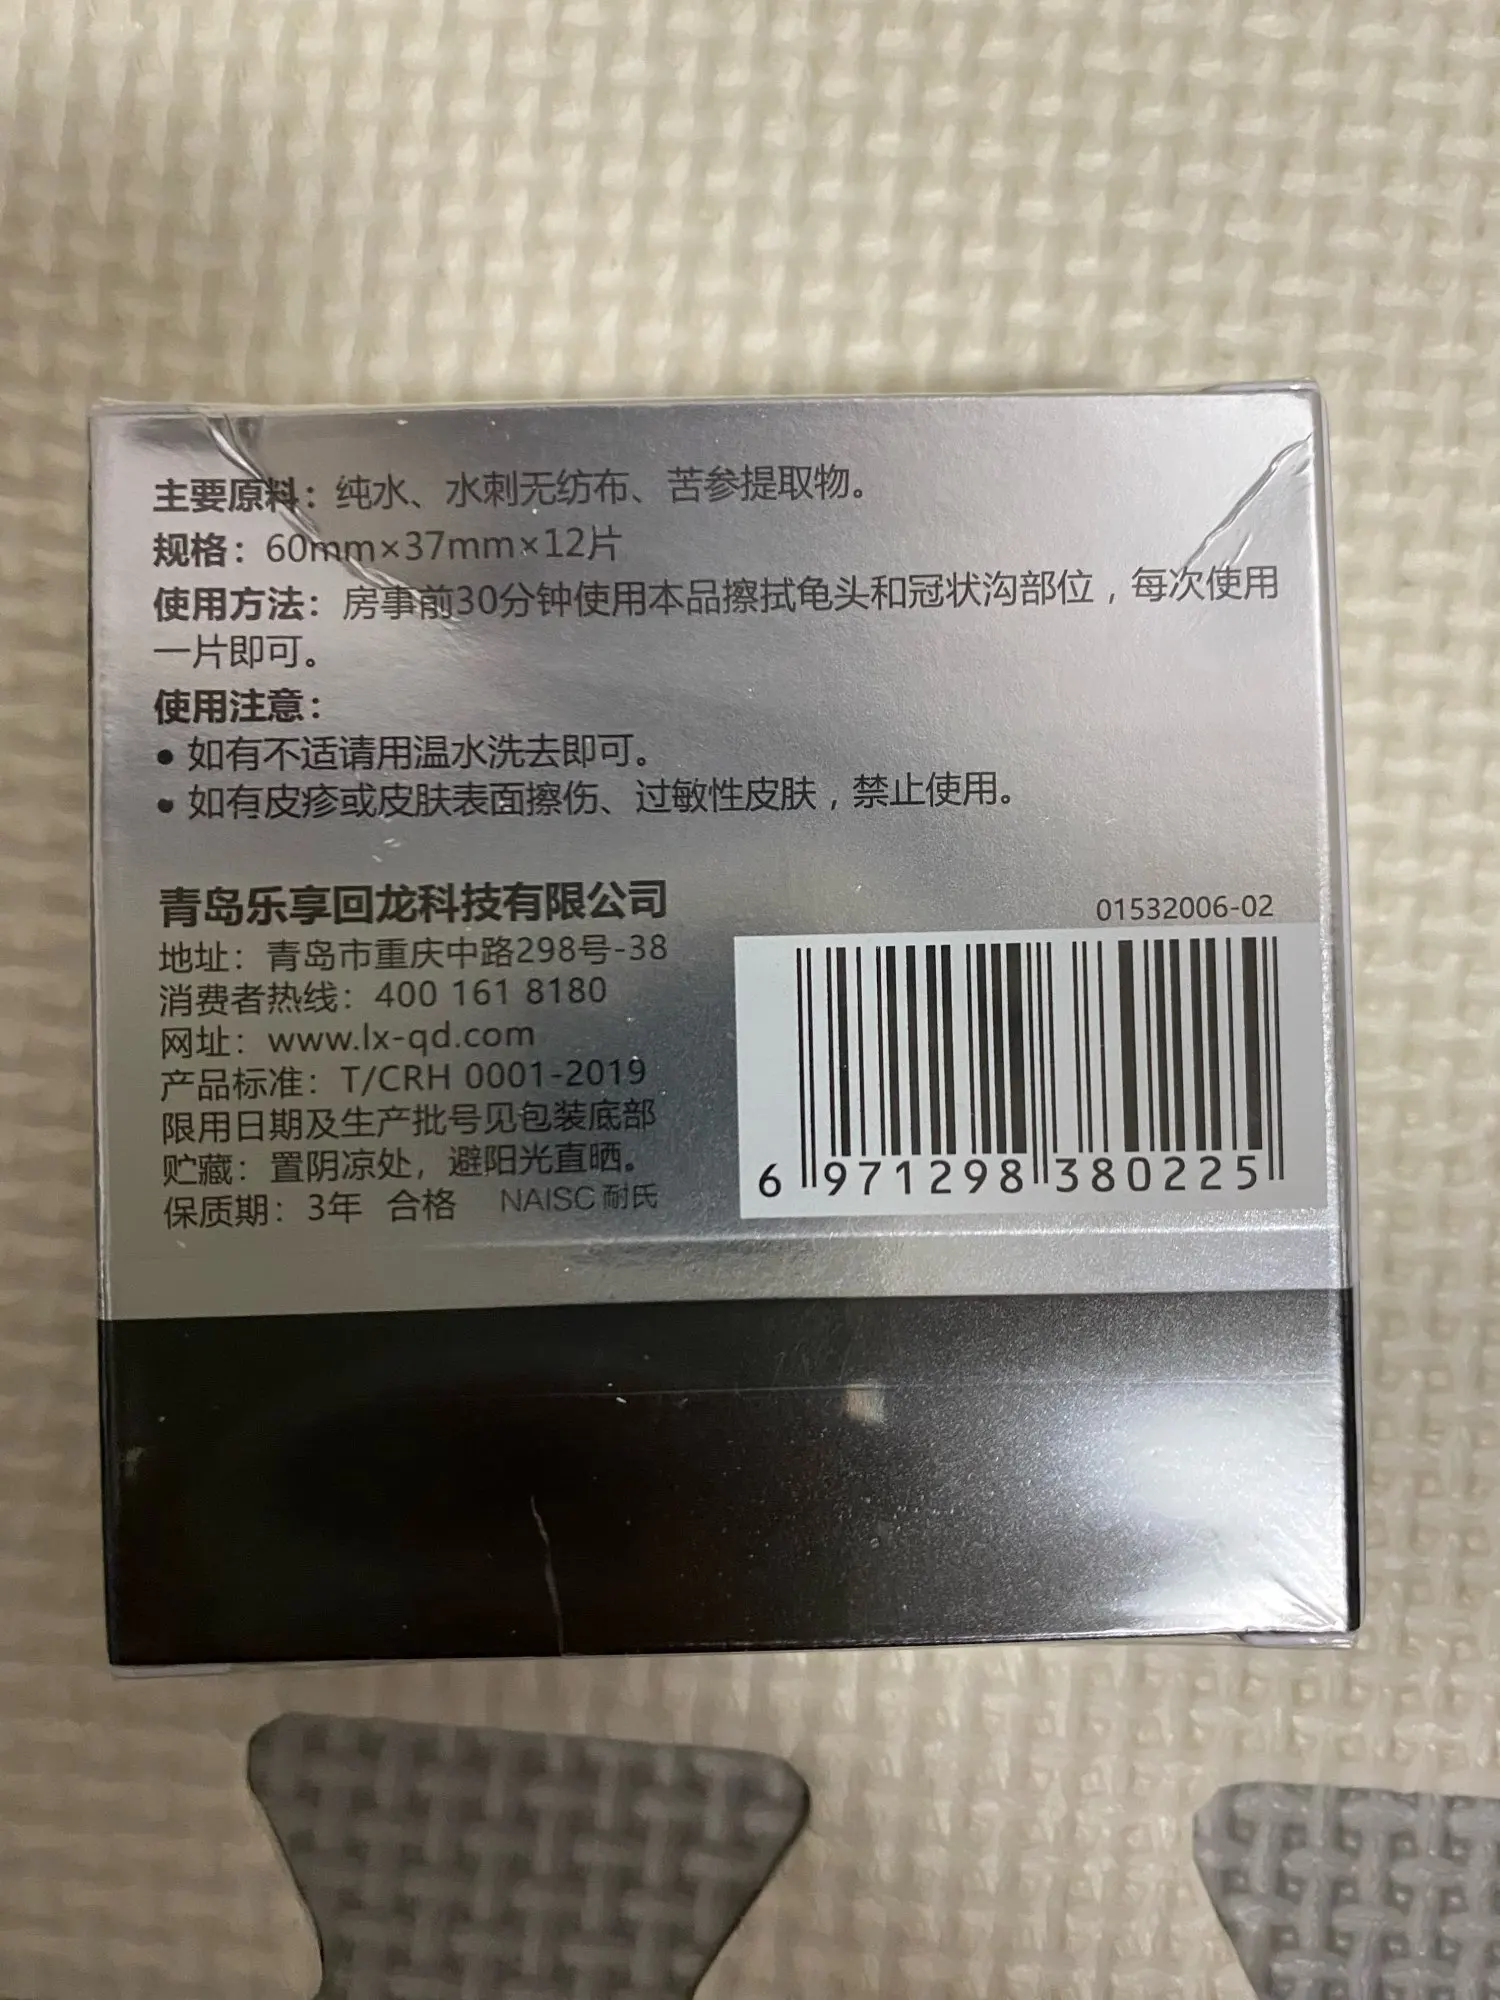 主要原料：纯水、水刺无纺布、苦参提取物。
规格：60mm×37mm×12片
使用方法：房事前30分钟使用本品擦拭龟头和冠状沟部位，每次使用
一片即可。
使用注意：
• 如有不适请用温水洗去即可。
• 如有皮疹或皮肤表面擦伤、过敏性皮肤，禁止使用。
青岛乐享回龙科技有限公司
地址：青岛市重庆中路298号-38
消费者热线：400 161 8180
网址：www.lx-qd.com
产品标准：T/CRH 0001-2019
限用日期及生产批号见包装底部
贮藏：置阴凉处，避阳光直晒。
保质期：3年 合格 NAISC 耐氏
01532006-02
6 971298 380225